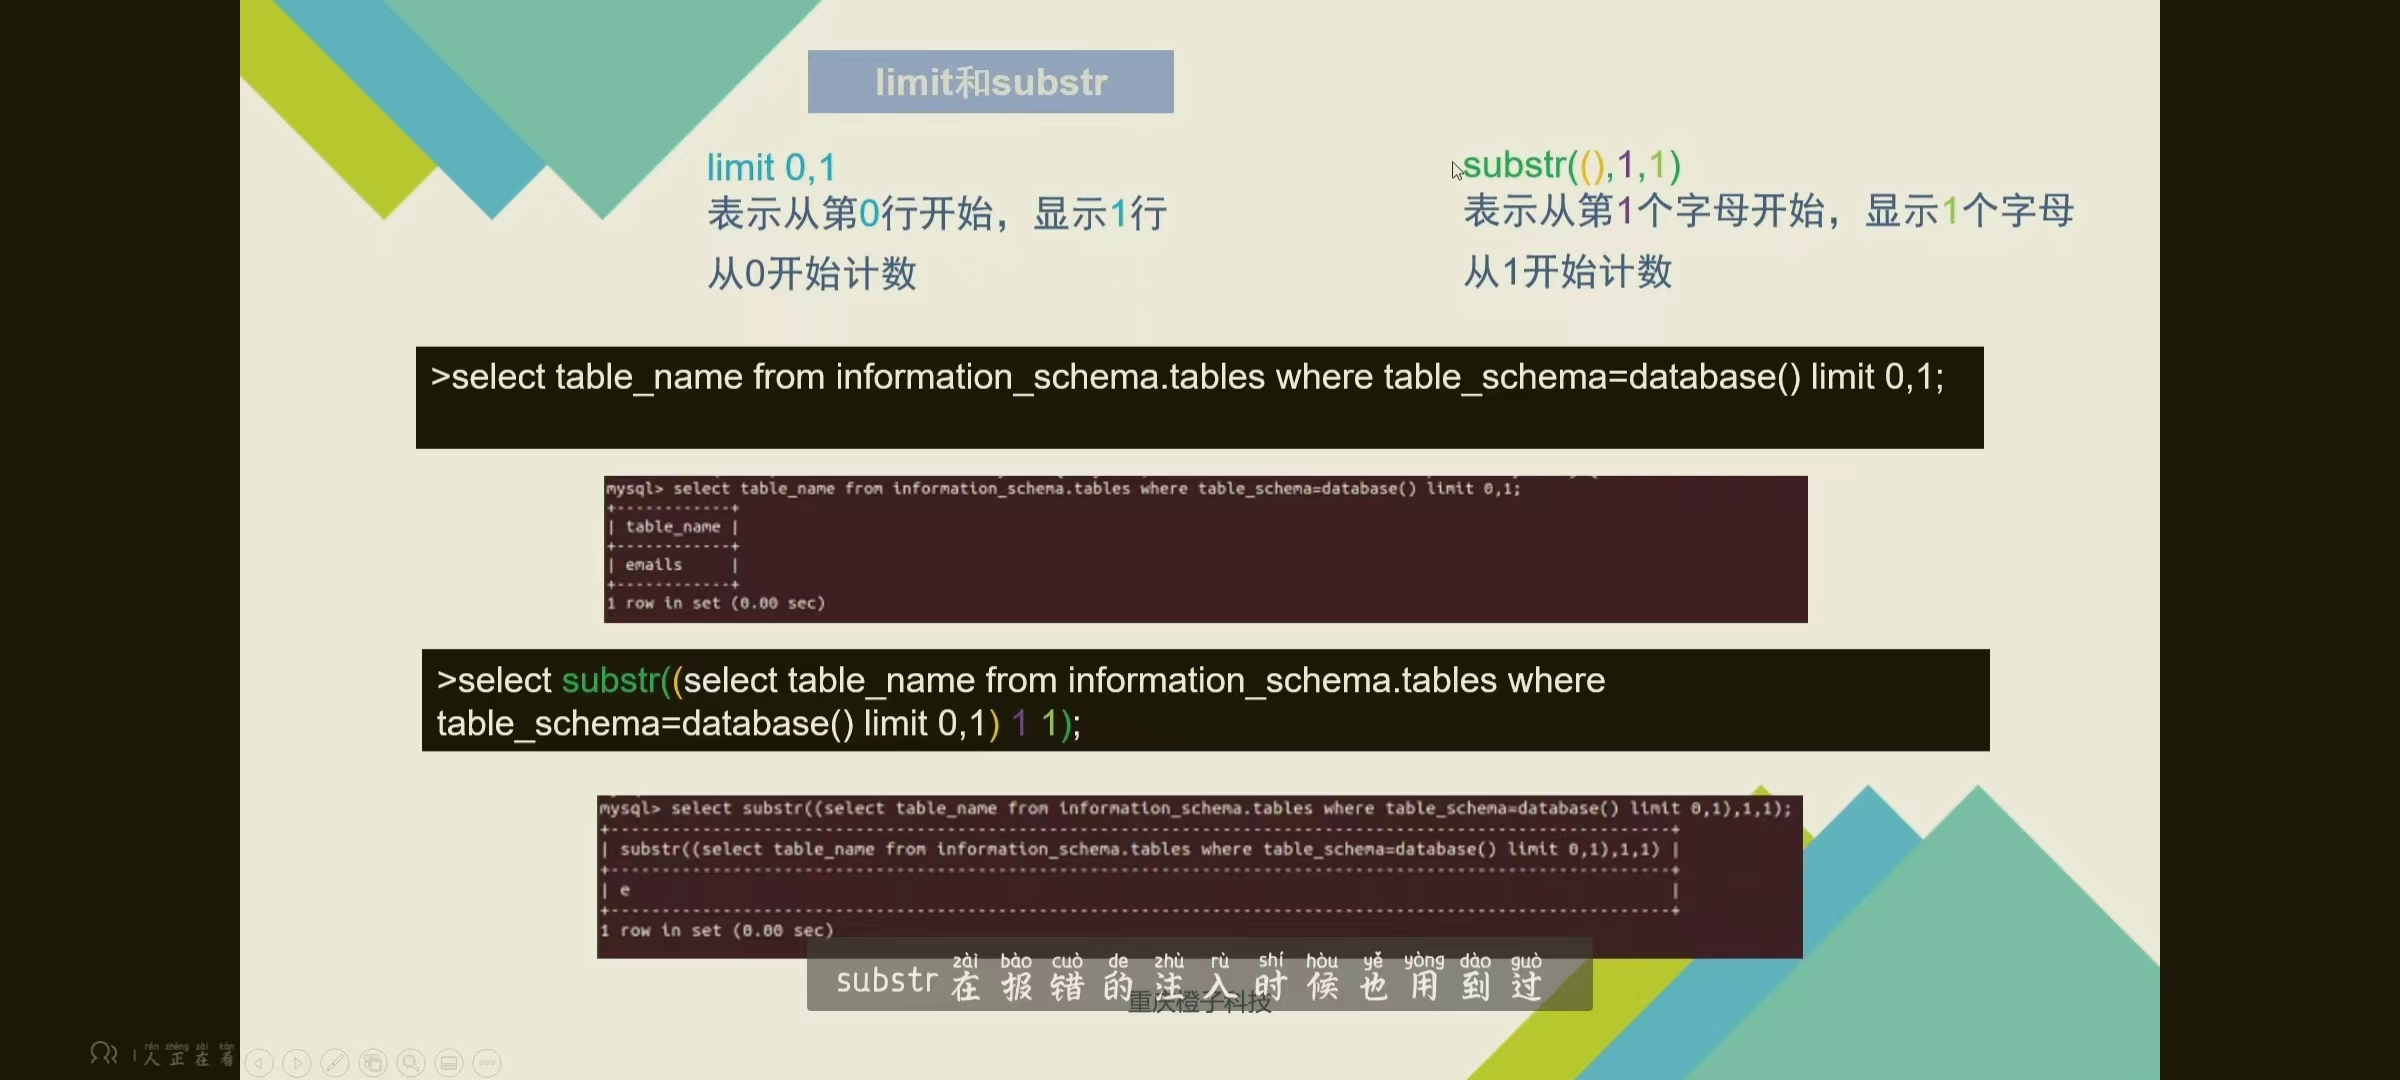 limit和substr
limit 0,1
表示从第0行开始，显示1行
从0开始计数
substr((),1,1)
表示从第1个字母开始，显示1个字母
从1开始计数
>select table_name from information_schema.tables where table_schema=database() limit 0,1;
mysql> select table_name from information_schema.tables where table_schema=database() limit 0,1;
+------------+
| table_name |
+------------+
| emails     |
+------------+
1 row in set (0.00 sec)
>select substr((select table_name from information_schema.tables where
table_schema=database() limit 0,1) 1 1);
mysql> select substr((select table_name from information_schema.tables where table_schema=database() limit 0,1),1,1);
| substr((select table_name from information_schema.tables where table_schema=database() limit 0,1),1,1) |
| e |
1 row in set (0.00 sec)
zài bào cuò de zhù rù shí hòu yě yòng dào guò
substr 在报错的注入时候也用到过
重庆橙子科技
rén zhèng zài kàn
1人正在看